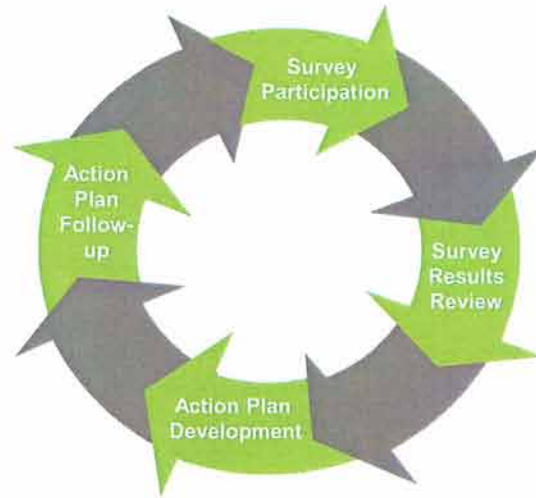 Survey
Participation
Survey
Results
Review
Action Plan
Development
Action
Plan
Follow-
up